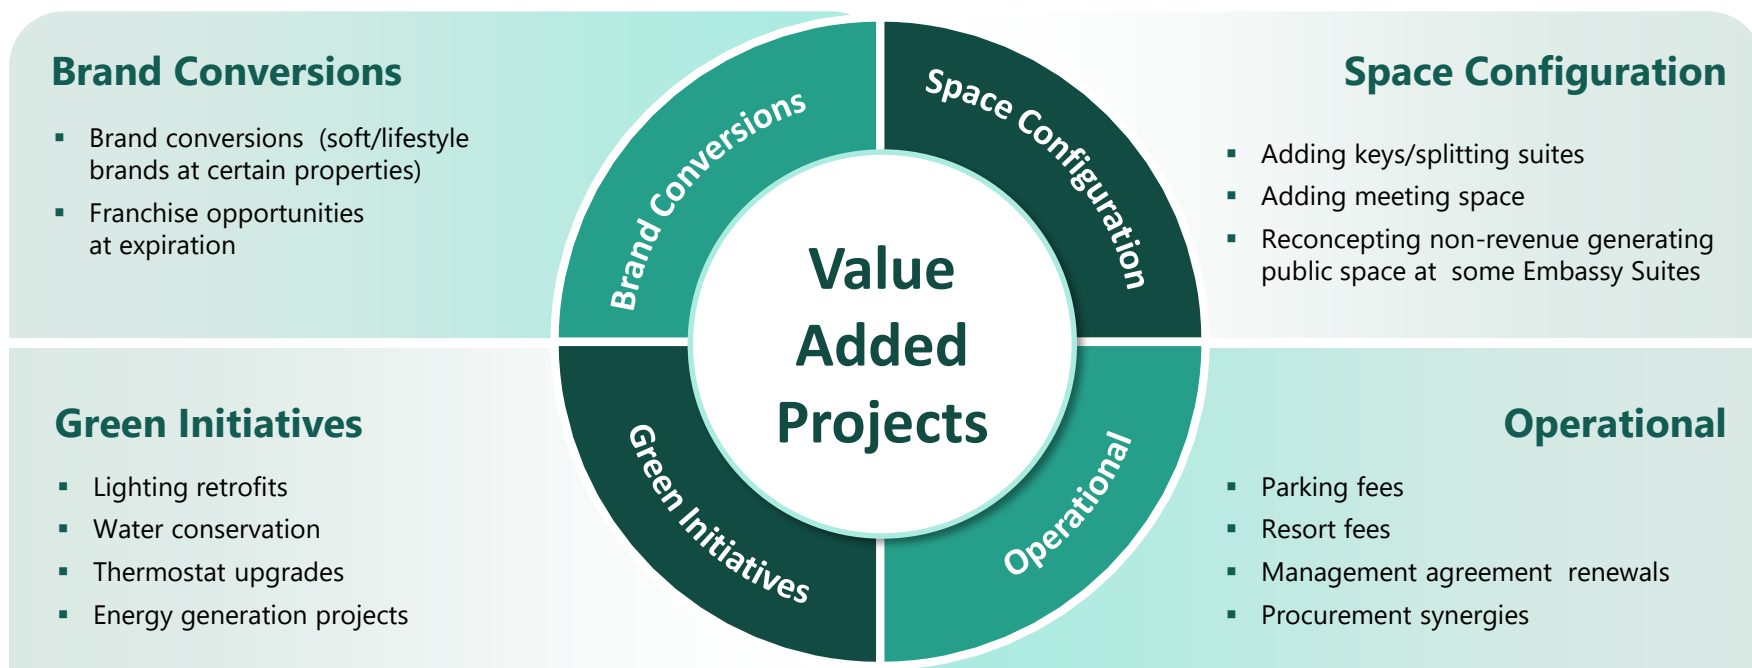 Brand Conversions
▪ Brand conversions (soft/lifestyle
brands at certain properties)
▪ Franchise opportunities
at expiration
Space Configuration
▪ Adding keys/splitting suites
▪ Adding meeting space
▪ Reconcepting non-revenue generating
public space at some Embassy Suites
Brand Conversions
Space Configuration
Value
Added
Projects
Green Initiatives
Operational
Green Initiatives
▪ Lighting retrofits
▪ Water conservation
▪ Thermostat upgrades
▪ Energy generation projects
Operational
▪ Parking fees
▪ Resort fees
▪ Management agreement renewals
▪ Procurement synergies